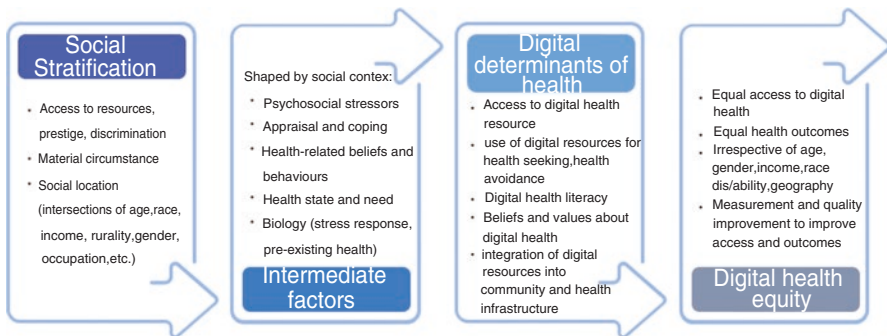 Social
Stratification
* Access to resources,
prestige, discrimination
* Material circumstance
* Social location
(intersections of age,race,
income, rurality,gender,
occupation,etc.)
Shaped by social contex:
* Psychosocial stressors
* Appraisal and coping
* Health-related beliefs and
behaviours
* Health state and need
* Biology (stress response,
pre-existing health)
Intermediate
factors
Digital
determinants of
health
* Access to digital health
resource
* use of digital resources for
health seeking,health
avoidance
* Digital health literacy
* Beliefs and values about
digital health
* integration of digital
resources into
community and health
infrastructure
* Equal access to digital
health
* Equal health outcomes
* Irrespective of age,
gender,income,race
dis/ability,geography
* Measurement and quality
improvement to improve
access and outcomes
Digital health
equity